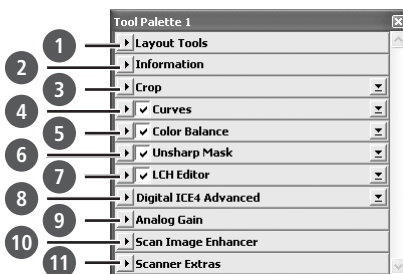 Tool Palette 1
1 Layout Tools
2 Information
3 Crop
4 Curves
5 Color Balance
6 Unsharp Mask
7 LCH Editor
8 Digital ICE4 Advanced
9 Analog Gain
10 Scan Image Enhancer
11 Scanner Extras